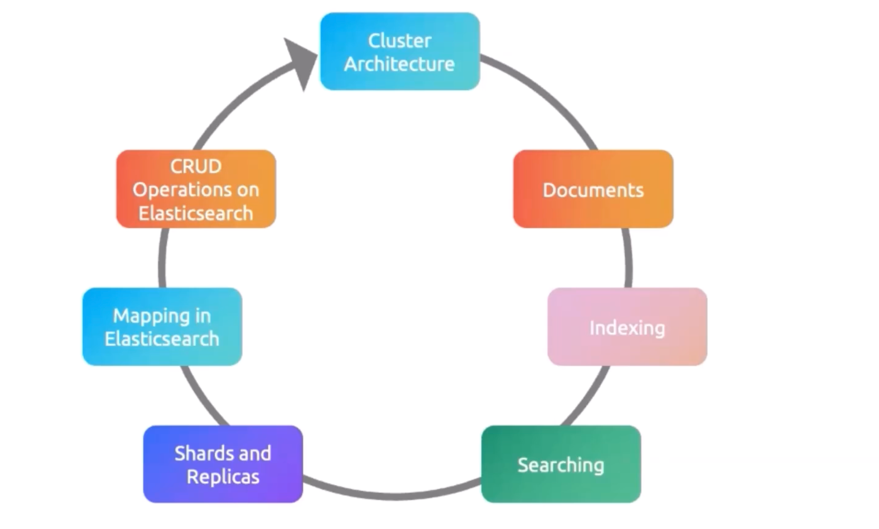 Cluster
Architecture
Documents
Indexing
Searching
Shards and
Replicas
Mapping in
Elasticsearch
CRUD
Operations on
Elasticsearch